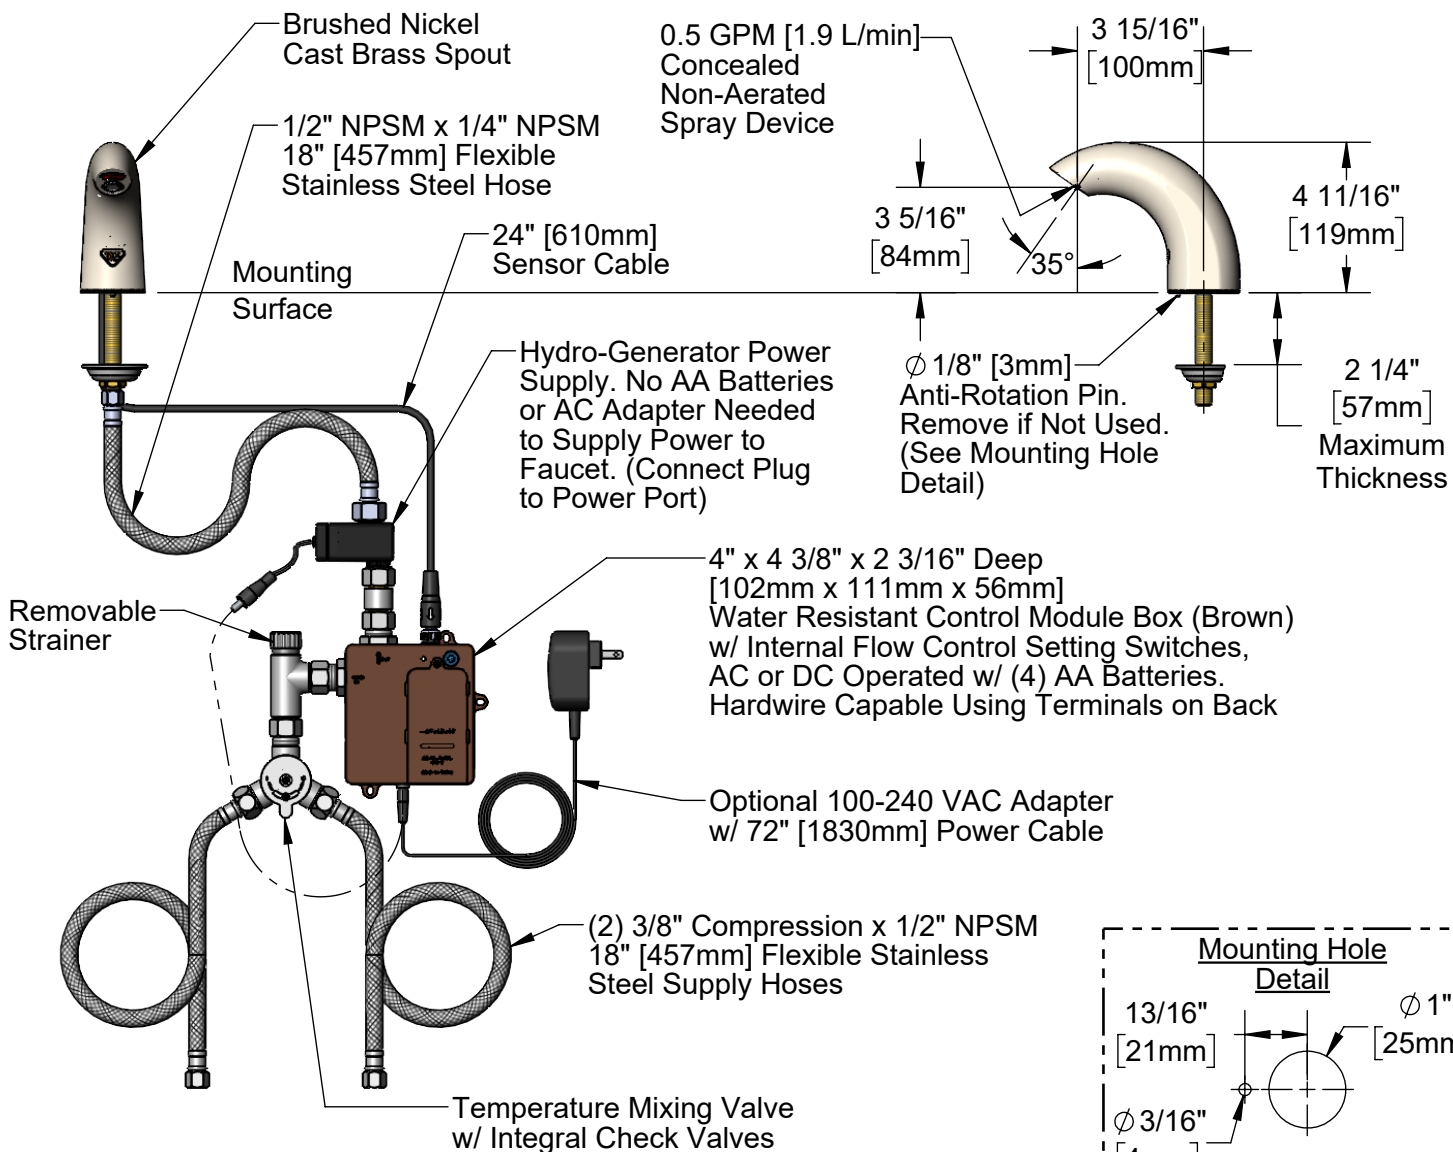 Brushed Nickel
Cast Brass Spout
1/2" NPSM x 1/4" NPSM
18" [457mm] Flexible
Stainless Steel Hose
24" [610mm]
Sensor Cable
Mounting
Surface
0.5 GPM [1.9 L/min]
Concealed
Non-Aerated
Spray Device
3 15/16"
[100mm]
3 5/16"
[84mm]
35°
4 11/16"
[119mm]
Ø 1/8" [3mm]
Anti-Rotation Pin.
Remove if Not Used.
(See Mounting Hole
Detail)
2 1/4"
[57mm]
Maximum
Thickness
Hydro-Generator Power
Supply. No AA Batteries
or AC Adapter Needed
to Supply Power to
Faucet. (Connect Plug
to Power Port)
Removable
Strainer
4" x 4 3/8" x 2 3/16" Deep
[102mm x 111mm x 56mm]
Water Resistant Control Module Box (Brown)
w/ Internal Flow Control Setting Switches,
AC or DC Operated w/ (4) AA Batteries.
Hardwire Capable Using Terminals on Back
Optional 100-240 VAC Adapter
w/ 72" [1830mm] Power Cable
(2) 3/8" Compression x 1/2" NPSM
18" [457mm] Flexible Stainless
Steel Supply Hoses
Temperature Mixing Valve
w/ Integral Check Valves
Mounting Hole
Detail
13/16"
[21mm]
Ø 1"
[25mm
Ø 3/16"